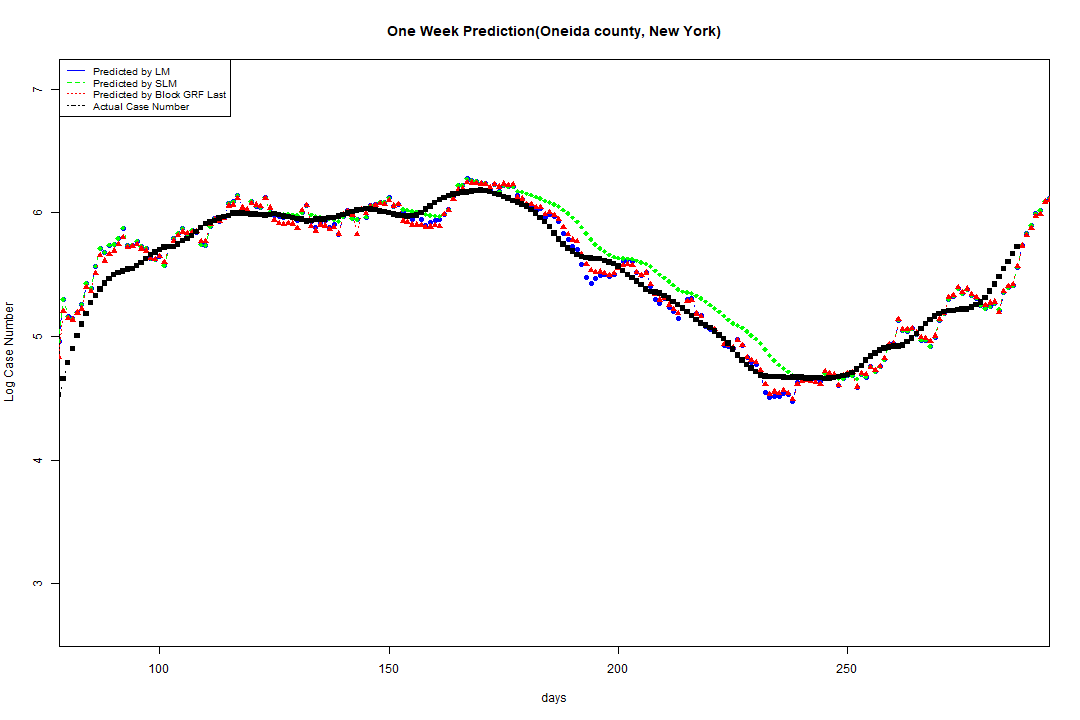 One Week Prediction(Oneida county, New York)
Predicted by LM
Predicted by SLM
Predicted by Block GRF Last
Actual Case Number
7
6
5
4
3
Log Case Number
100
150
200
250
days